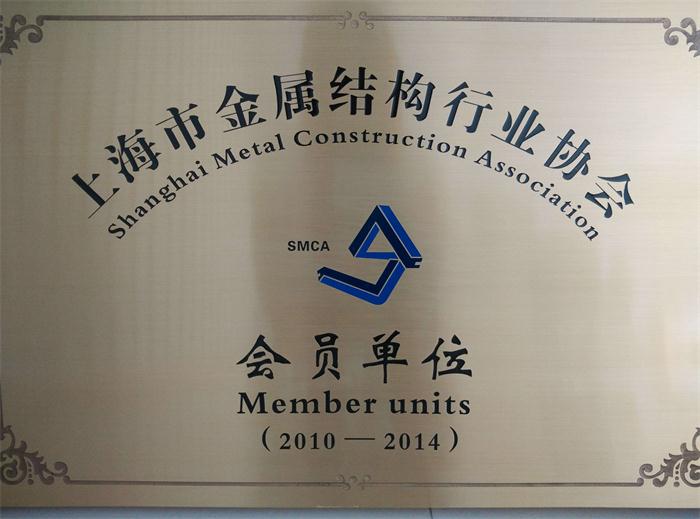 上海市金属结构行业协会
Shanghai Metal Construction Association
SMCA
会员单位
Member units
(2010 — 2014)